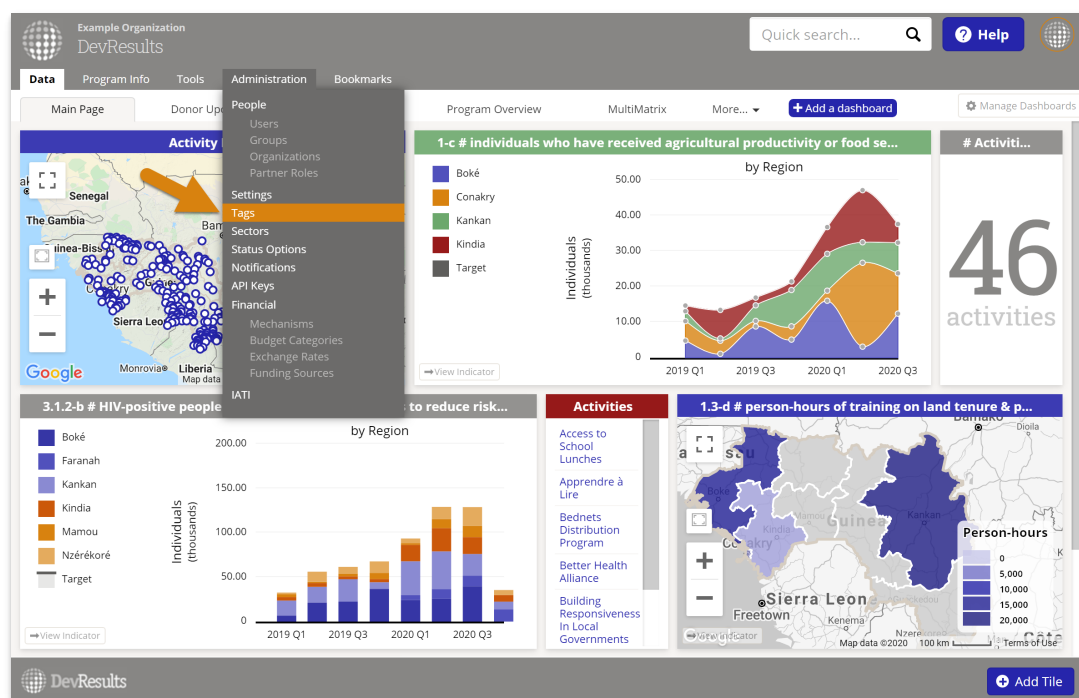 Example Organization
DevResults
Quick search...
Help
Data
Program Info
Tools
Administration
Bookmarks
Main Page
Donor
Program Overview
MultiMatrix
More...
Add a dashboard
Manage Dashboards
People
Users
Groups
Organizations
Partner Roles
Settings
Tags
Sectors
Status Options
Notifications
API Keys
Financial
Mechanisms
Budget Categories
Exchange Rates
Funding Sources
IATI
Activity
Senegal
The Gambia
Sierra Leo
Monrovia
Liberia
Google
Map data
1-c # individuals who have received agricultural productivity or food se...
by Region
Boké
Conakry
Kankan
Kindia
Target
Individuals
(thousands)
50.00
40.00
30.00
20.00
10.00
0
2019 Q1
2019 Q3
2020 Q1
2020 Q3
View Indicator
# Activiti...
46
activities
3.1.2-b # HIV-positive people
to reduce risk...
by Region
Boké
Faranah
Kankan
Kindia
Mamou
Nzérékoré
Target
Individuals
(thousands)
200.00
150.00
100.00
50.00
0
2019 Q1
2019 Q3
2020 Q1
2020 Q3
View Indicator
Activities
Access to
School
Lunches
Apprendre à
Lire
Bednets
Distribution
Program
Better Health
Alliance
Building
Responsiveness
In Local
Governments
1.3-d # person-hours of training on land tenure & p...
Bamako
Dioila
Boke
Mamou
Guinea
Kankan
Kindia
Sierra Leon
Freetown
Kenema
Person-hours
0
5,000
10,000
15,000
20,000
View Indicator
Map data ©2020
100 km
Terms of Use
DevResults
Add Tile